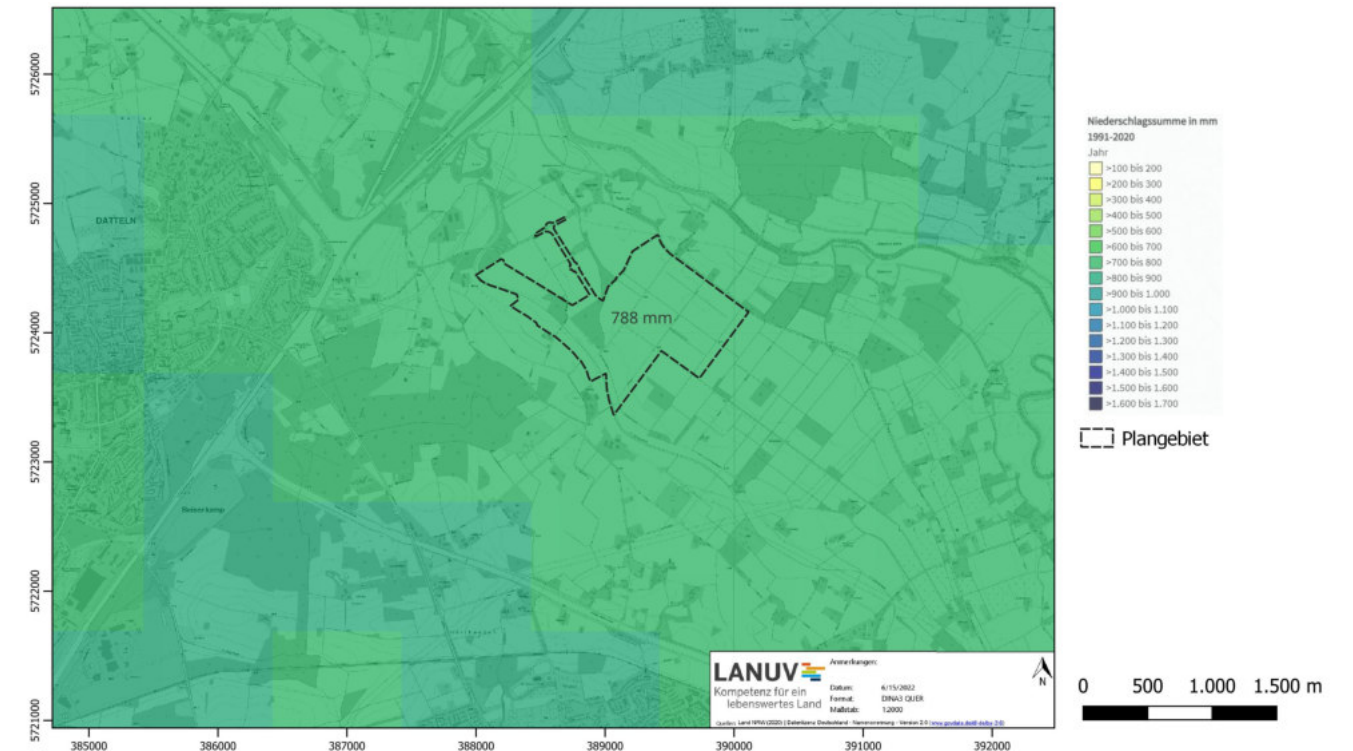 5726000
5725000
5724000
5723000
5722000
5721000
DATTELN
788 mm
385000
386000
387000
388000
389000
390000
391000
392000
LANUV
Kompetenz für ein
lebenswertes Land
Anmerkungen:
Datum: 6/15/2022
Format: DINA3 QUER
Maßstab: 1:2000
N
Niederschlagssumme in mm
1991-2020
Jahr
>100 bis 200
>200 bis 300
>300 bis 400
>400 bis 500
>500 bis 600
>600 bis 700
>700 bis 800
>800 bis 900
>900 bis 1.000
>1.000 bis 1.100
>1.100 bis 1.200
>1.200 bis 1.300
>1.300 bis 1.400
>1.400 bis 1.500
>1.500 bis 1.600
>1.600 bis 1.700
Plangebiet
0 500 1.000 1.500 m